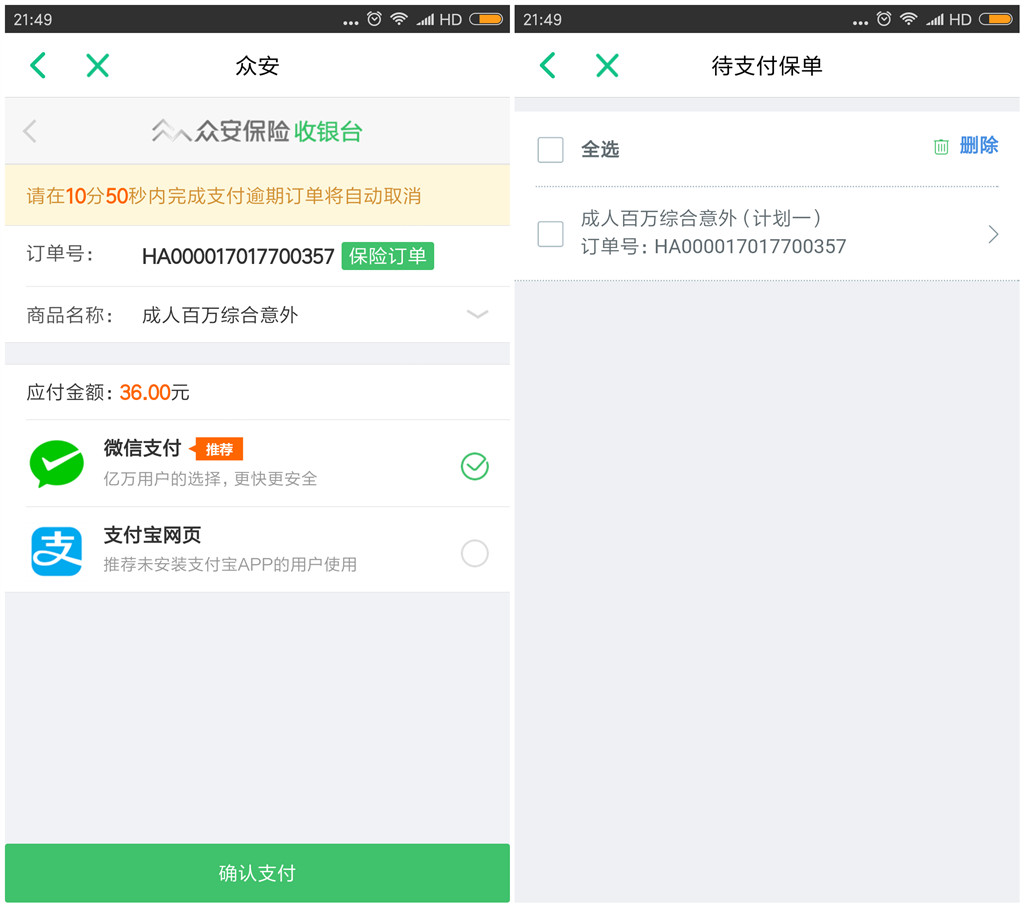 21:49
HD
众安
众安保险 收银台
请在10分50秒内完成支付逾期订单将自动取消
订单号: HA000017017700357 保险订单
商品名称: 成人百万综合意外
应付金额: 36.00元
微信支付 推荐
亿万用户的选择, 更快更安全
支付宝网页
推荐未安装支付宝APP的用户使用
确认支付
21:49
HD
待支付保单
全选 删除
成人百万综合意外 (计划一)
订单号: HA000017017700357